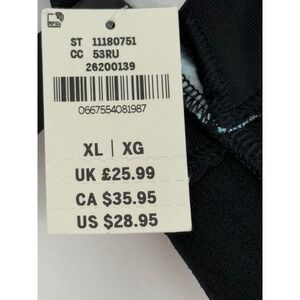 ST 11180751
CC 53RU
26200139
0667554081987
XL | XG
UK £25.99
CA $35.95
US $28.95